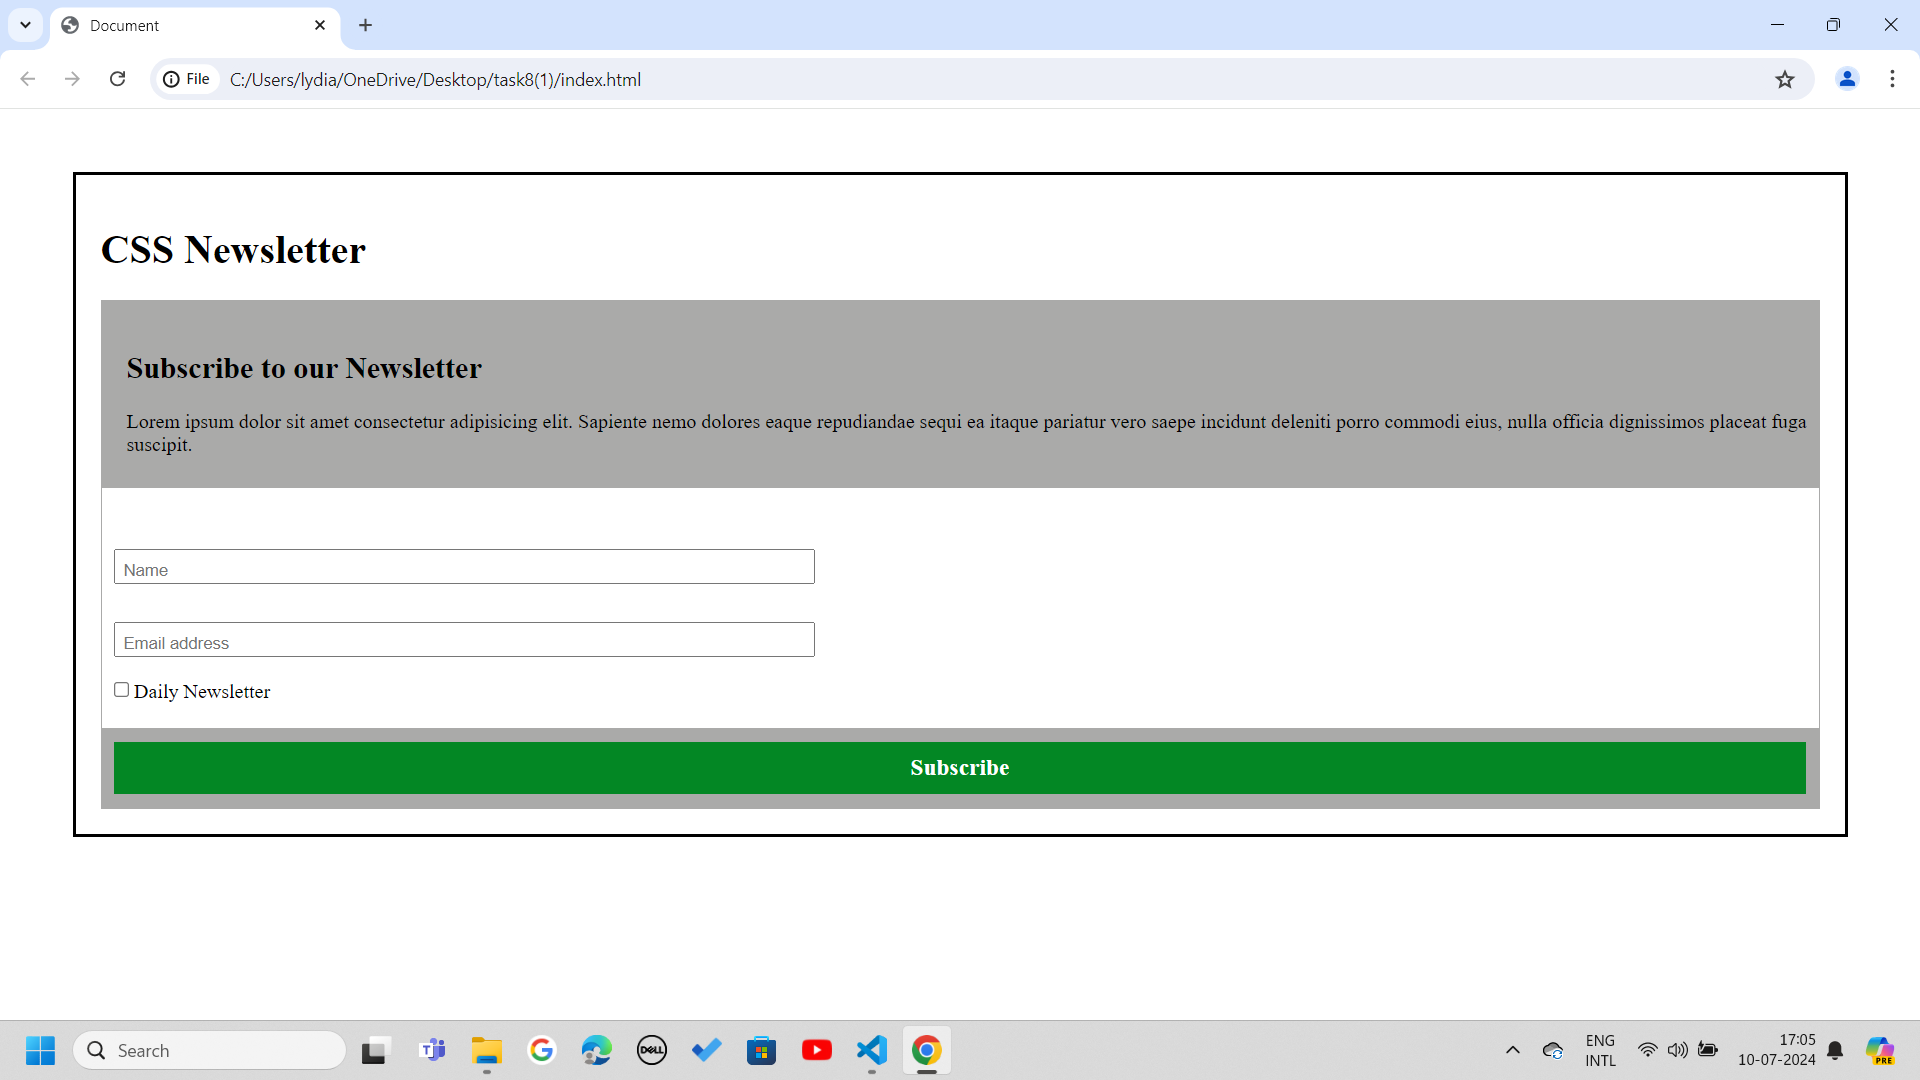 Document
File
C:/Users/lydia/OneDrive/Desktop/task8(1)/index.html
CSS Newsletter
Subscribe to our Newsletter
Lorem ipsum dolor sit amet consectetur adipisicing elit. Sapiente nemo dolores eaque repudiandae sequi ea itaque pariatur vero saepe incidunt deleniti porro commodi eius, nulla officia dignissimos placeat fuga
suscipit.
Name
Email address
Daily Newsletter
Subscribe
Search
DELL
ENG
INTL
17:05
10-07-2024
PRE